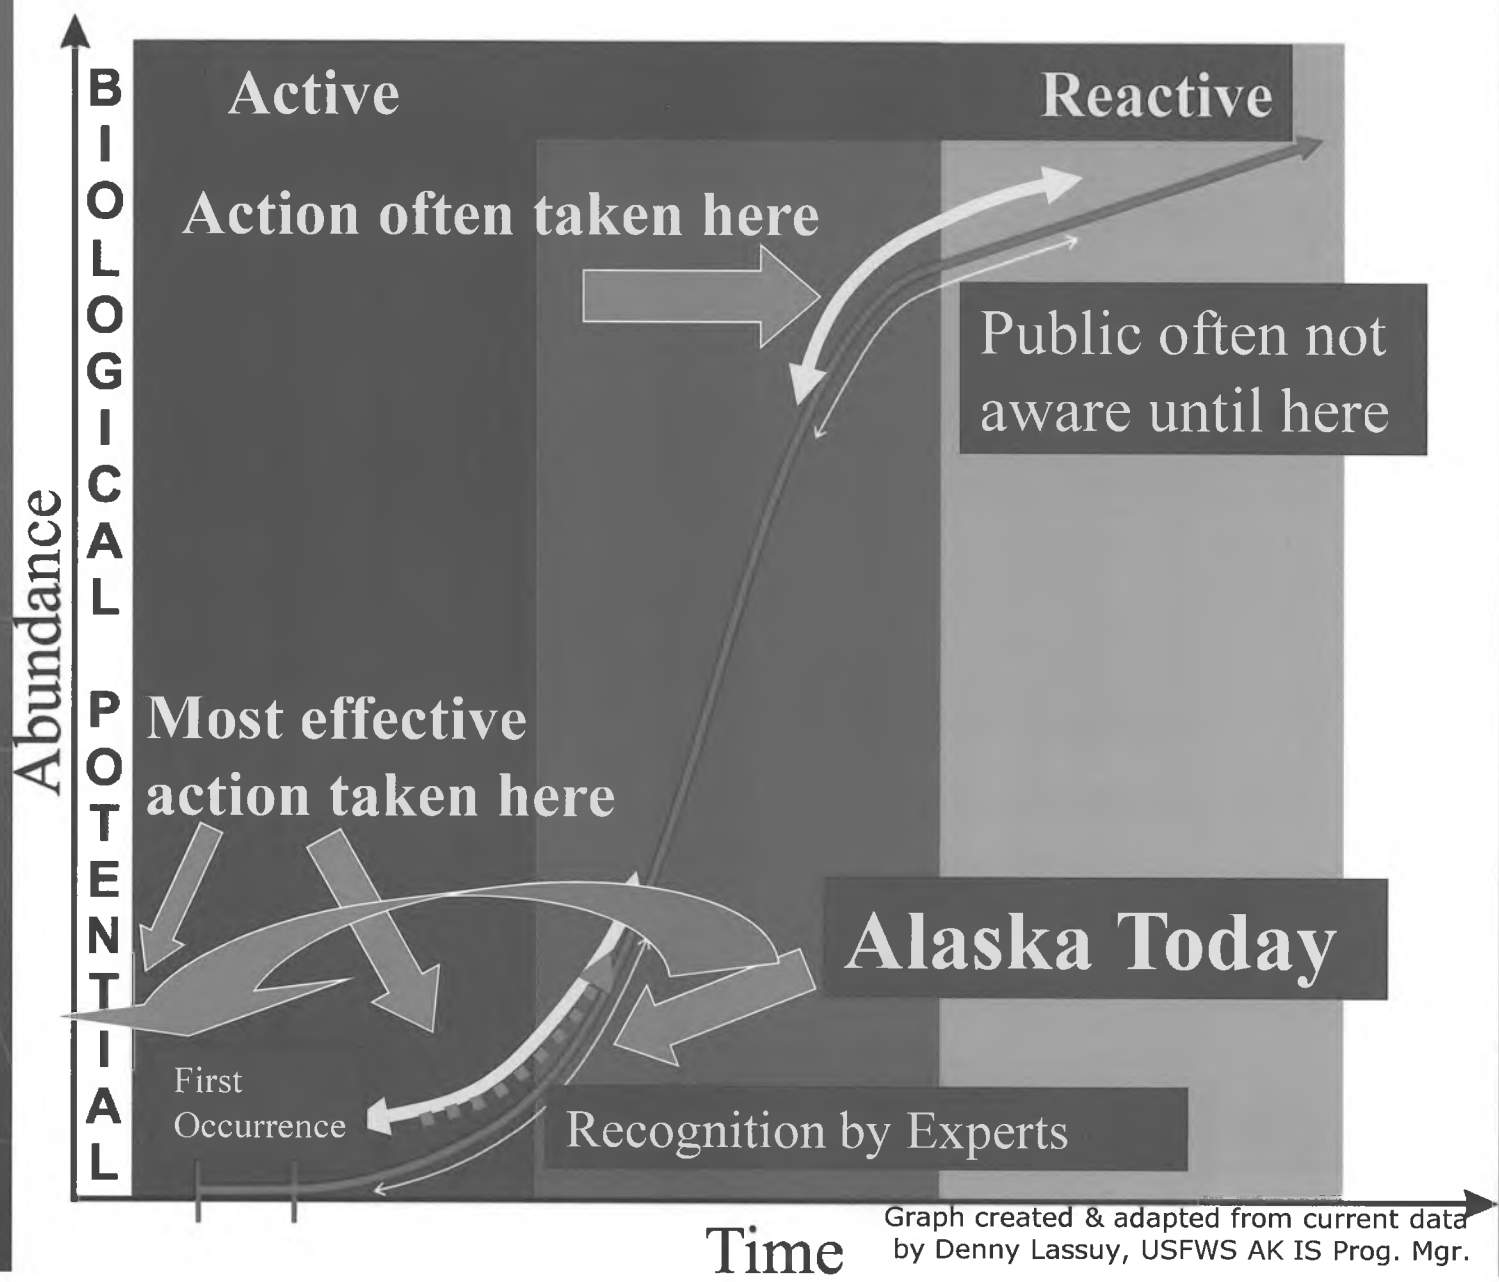 Active
Reactive
Action often taken here
Public often not
aware until here
BIOLOGICAL POTENTIAL
Abundance
Most effective
action taken here
Alaska Today
First
Occurrence
Recognition by Experts
Time
Graph created & adapted from current data
by Denny Lassuy, USFWS AK IS Prog. Mgr.